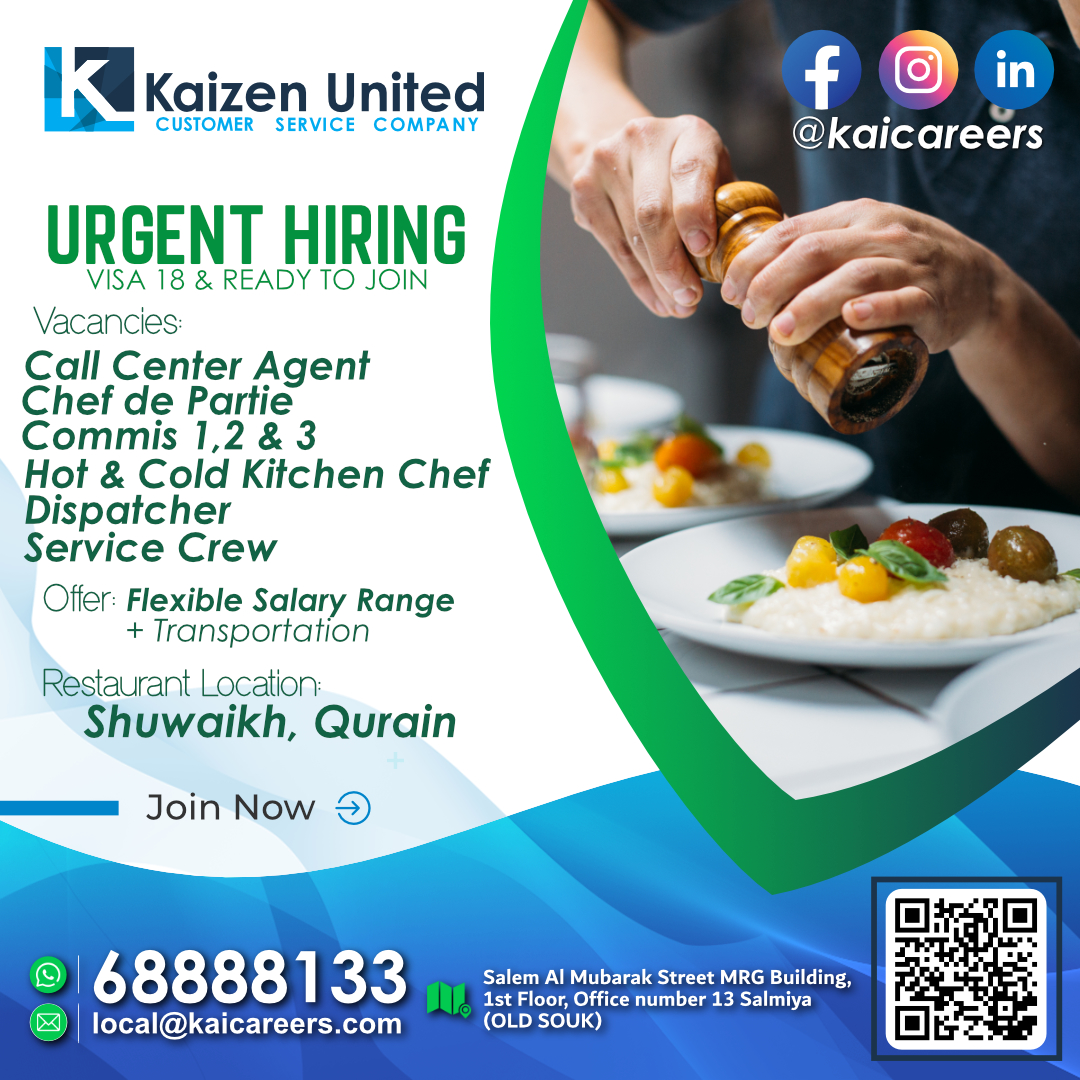 Kaizen United
CUSTOMER SERVICE COMPANY
@kaicareers
URGENT HIRING
VISA 18 & READY TO JOIN
Vacancies:
Call Center Agent
Chef de Partie
Commis 1,2 & 3
Hot & Cold Kitchen Chef
Dispatcher
Service Crew
Offer: Flexible Salary Range
+ Transportation
Restaurant Location:
Shuwaikh, Qurain
Join Now
68888133
local@kaicareers.com
Salem Al Mubarak Street MRG Building,
1st Floor, Office number 13 Salmiya
(OLD SOUK)